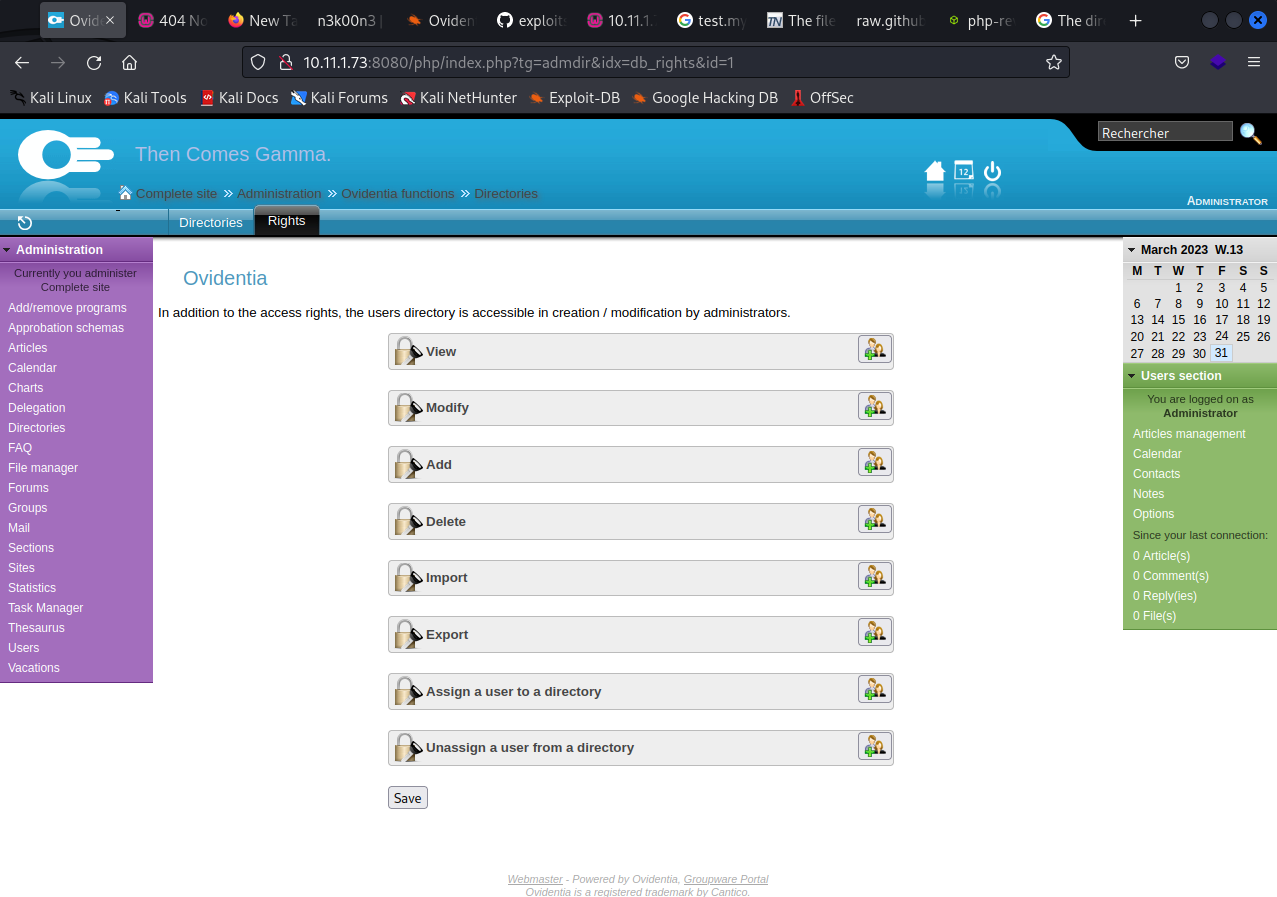 Ovide
404 No
New Ta
n3k00n3 |
Oviden
exploits
10.11.1.
test.my
The file
raw.githu
php-re
The dir
10.11.1.73:8080/php/index.php?tg=admdir&idx=db_rights&id=1
Kali Linux Kali Tools Kali Docs Kali Forums Kali NetHunter Exploit-DB Google Hacking DB OffSec
Rechercher
Then Comes Gamma.
12
Complete site » Administration » Ovidentia functions » Directories
ADMINISTRATOR
Directories Rights
Administration
Currently you administer
Complete site
Add/remove programs
Approbation schemas
Articles
Calendar
Charts
Delegation
Directories
FAQ
File manager
Forums
Groups
Mail
Sections
Sites
Statistics
Task Manager
Thesaurus
Users
Vacations
Ovidentia
In addition to the access rights, the users directory is accessible in creation / modification by administrators.
View
Modify
Add
Delete
Import
Export
Assign a user to a directory
Unassign a user from a directory
Save
March 2023 W.13
M T W T F S S
1 2 3 4 5
6 7 8 9 10 11 12
13 14 15 16 17 18 19
20 21 22 23 24 25 26
27 28 29 30 31
Users section
You are logged on as
Administrator
Articles management
Calendar
Contacts
Notes
Options
Since your last connection:
0 Article(s)
0 Comment(s)
0 Reply(ies)
0 File(s)
Webmaster - Powered by Ovidentia, Groupware Portal
Ovidentia is a registered trademark by Cantico.